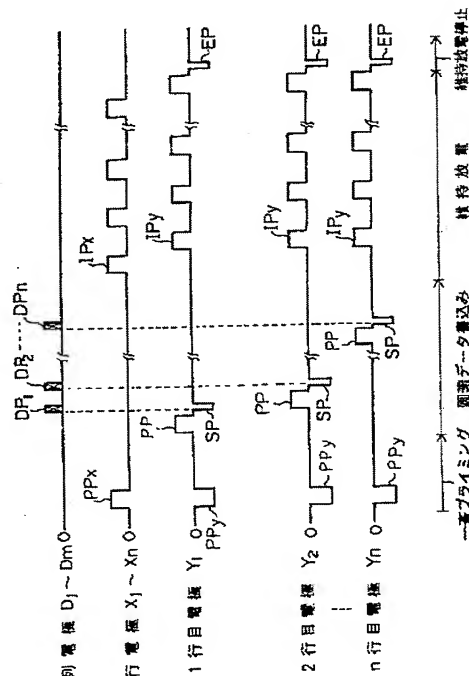 DP1 DP2 ---- DPn
列電極 D1～Dm 0
PPx IPx
行電極 X1～Xn 0
PP IPy EP
1行目電極 Y1 0
PPy SP
PP IPy EP
2行目電極 Y2 0
PPy SP
PP IPy EP
n行目電極 Yn 0
PPy SP
一斉プライミング 画素データ書込み 維持放電 維持放電停止